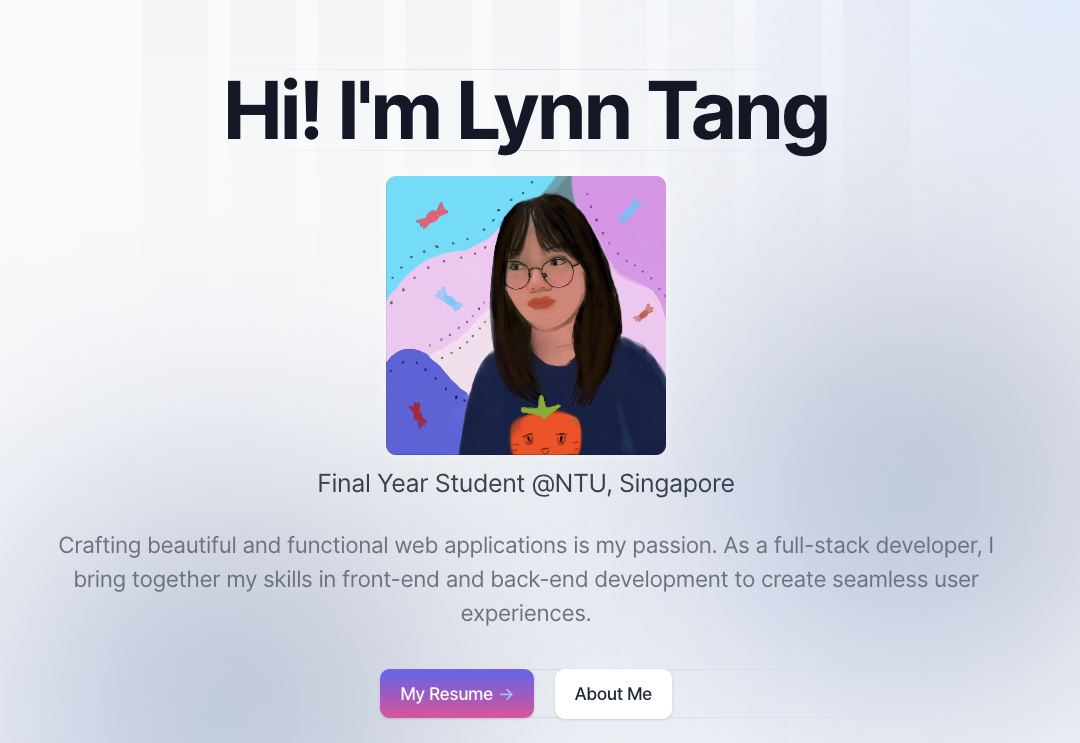 Hi! I'm Lynn Tang
Final Year Student @NTU, Singapore
Crafting beautiful and functional web applications is my passion. As a full-stack developer, I
bring together my skills in front-end and back-end development to create seamless user
experiences.
My Resume →
About Me